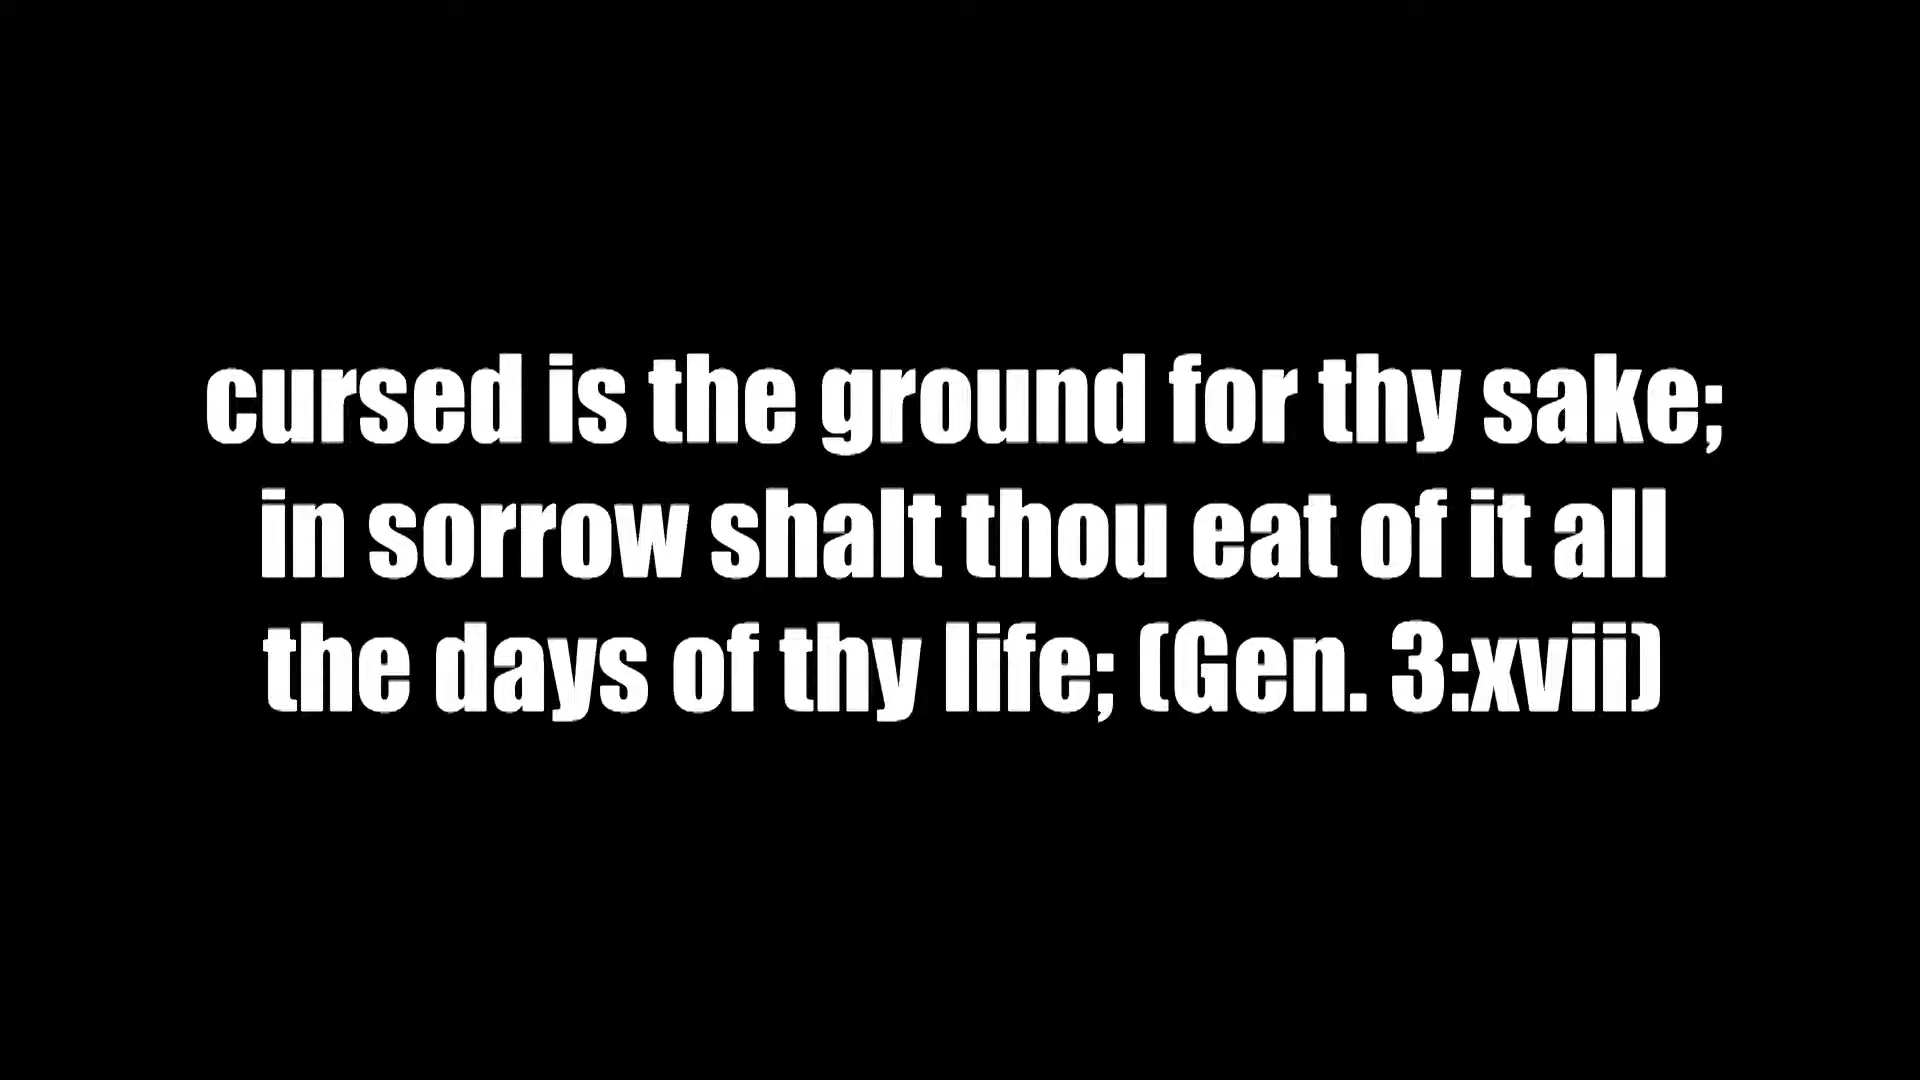 cursed is the ground for thy sake;
in sorrow shalt thou eat of it all
the days of thy life; (Gen. 3:xvii)